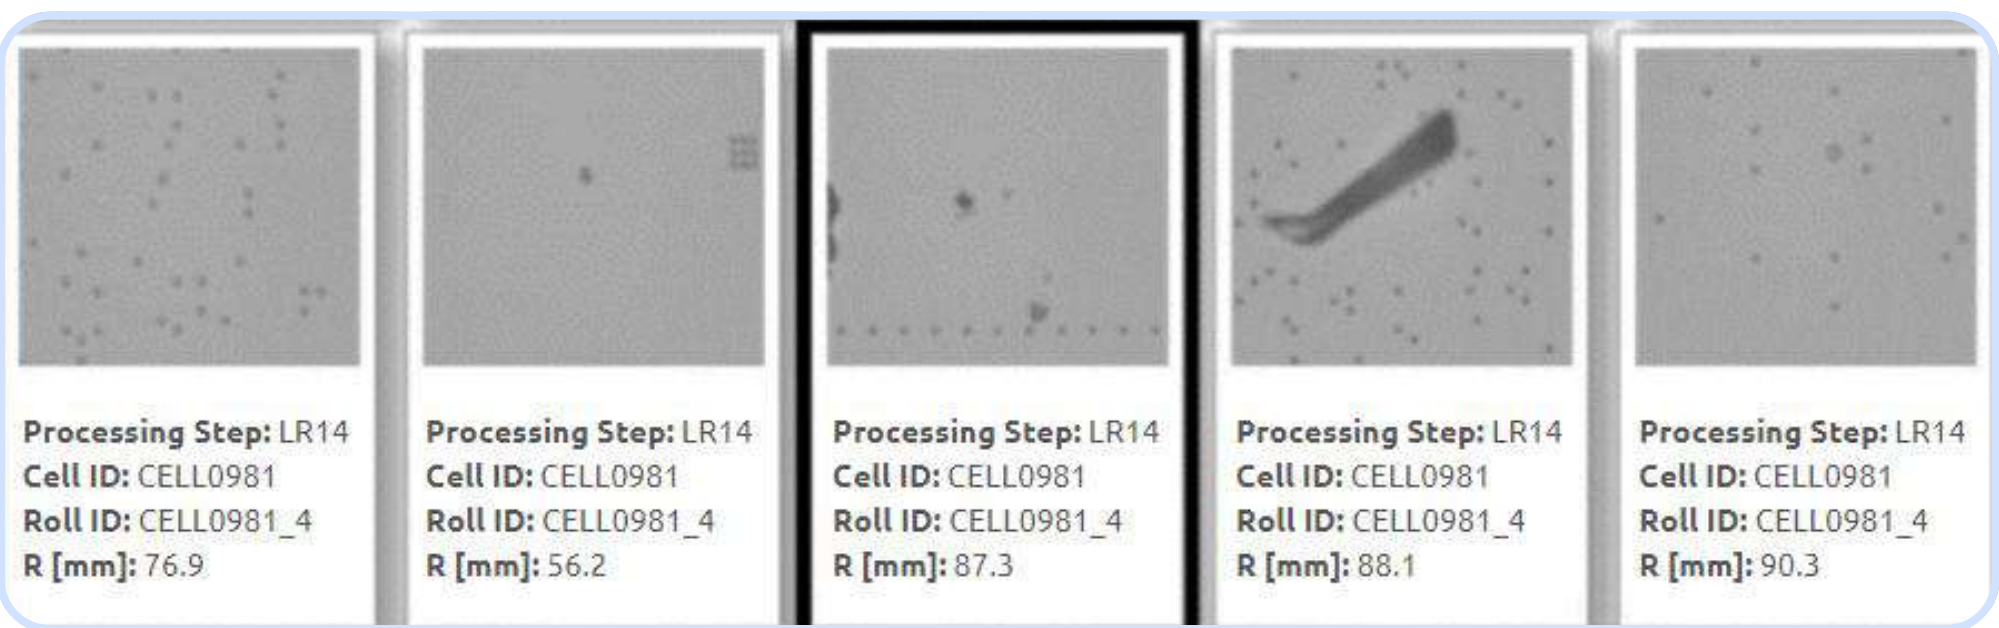 Processing Step: LR14
Cell ID: CELL0981
Roll ID: CELL0981_4
R [mm]: 76.9
Processing Step: LR14
Cell ID: CELL0981
Roll ID: CELL0981_4
R [mm]: 56.2
Processing Step: LR14
Cell ID: CELL0981
Roll ID: CELL0981_4
R [mm]: 87.3
Processing Step: LR14
Cell ID: CELL0981
Roll ID: CELL0981_4
R [mm]: 88.1
Processing Step: LR14
Cell ID: CELL0981
Roll ID: CELL0981_4
R [mm]: 90.3